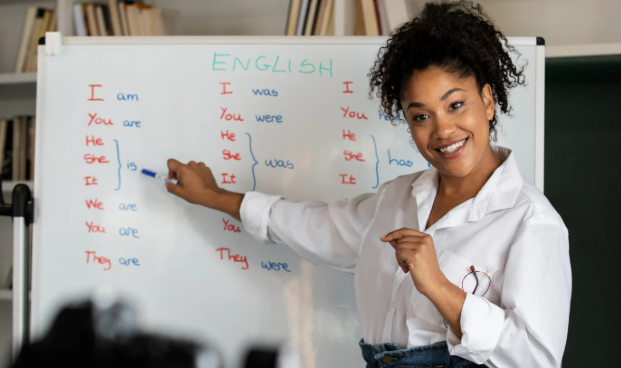 ENGLISH
I am
You are
He
She
is
It
We are
You are
They are
I was
You were
He
She
was
It
You
They were
I
You
He
She
has
It